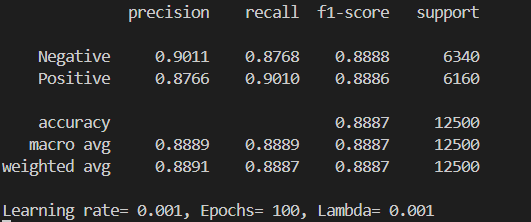 precision recall f1-score support
Negative 0.9011 0.8768 0.8888 6340
Positive 0.8766 0.9010 0.8886 6160
accuracy 0.8887 12500
macro avg 0.8889 0.8889 0.8887 12500
weighted avg 0.8891 0.8887 0.8887 12500
Learning rate= 0.001, Epochs= 100, Lambda= 0.001